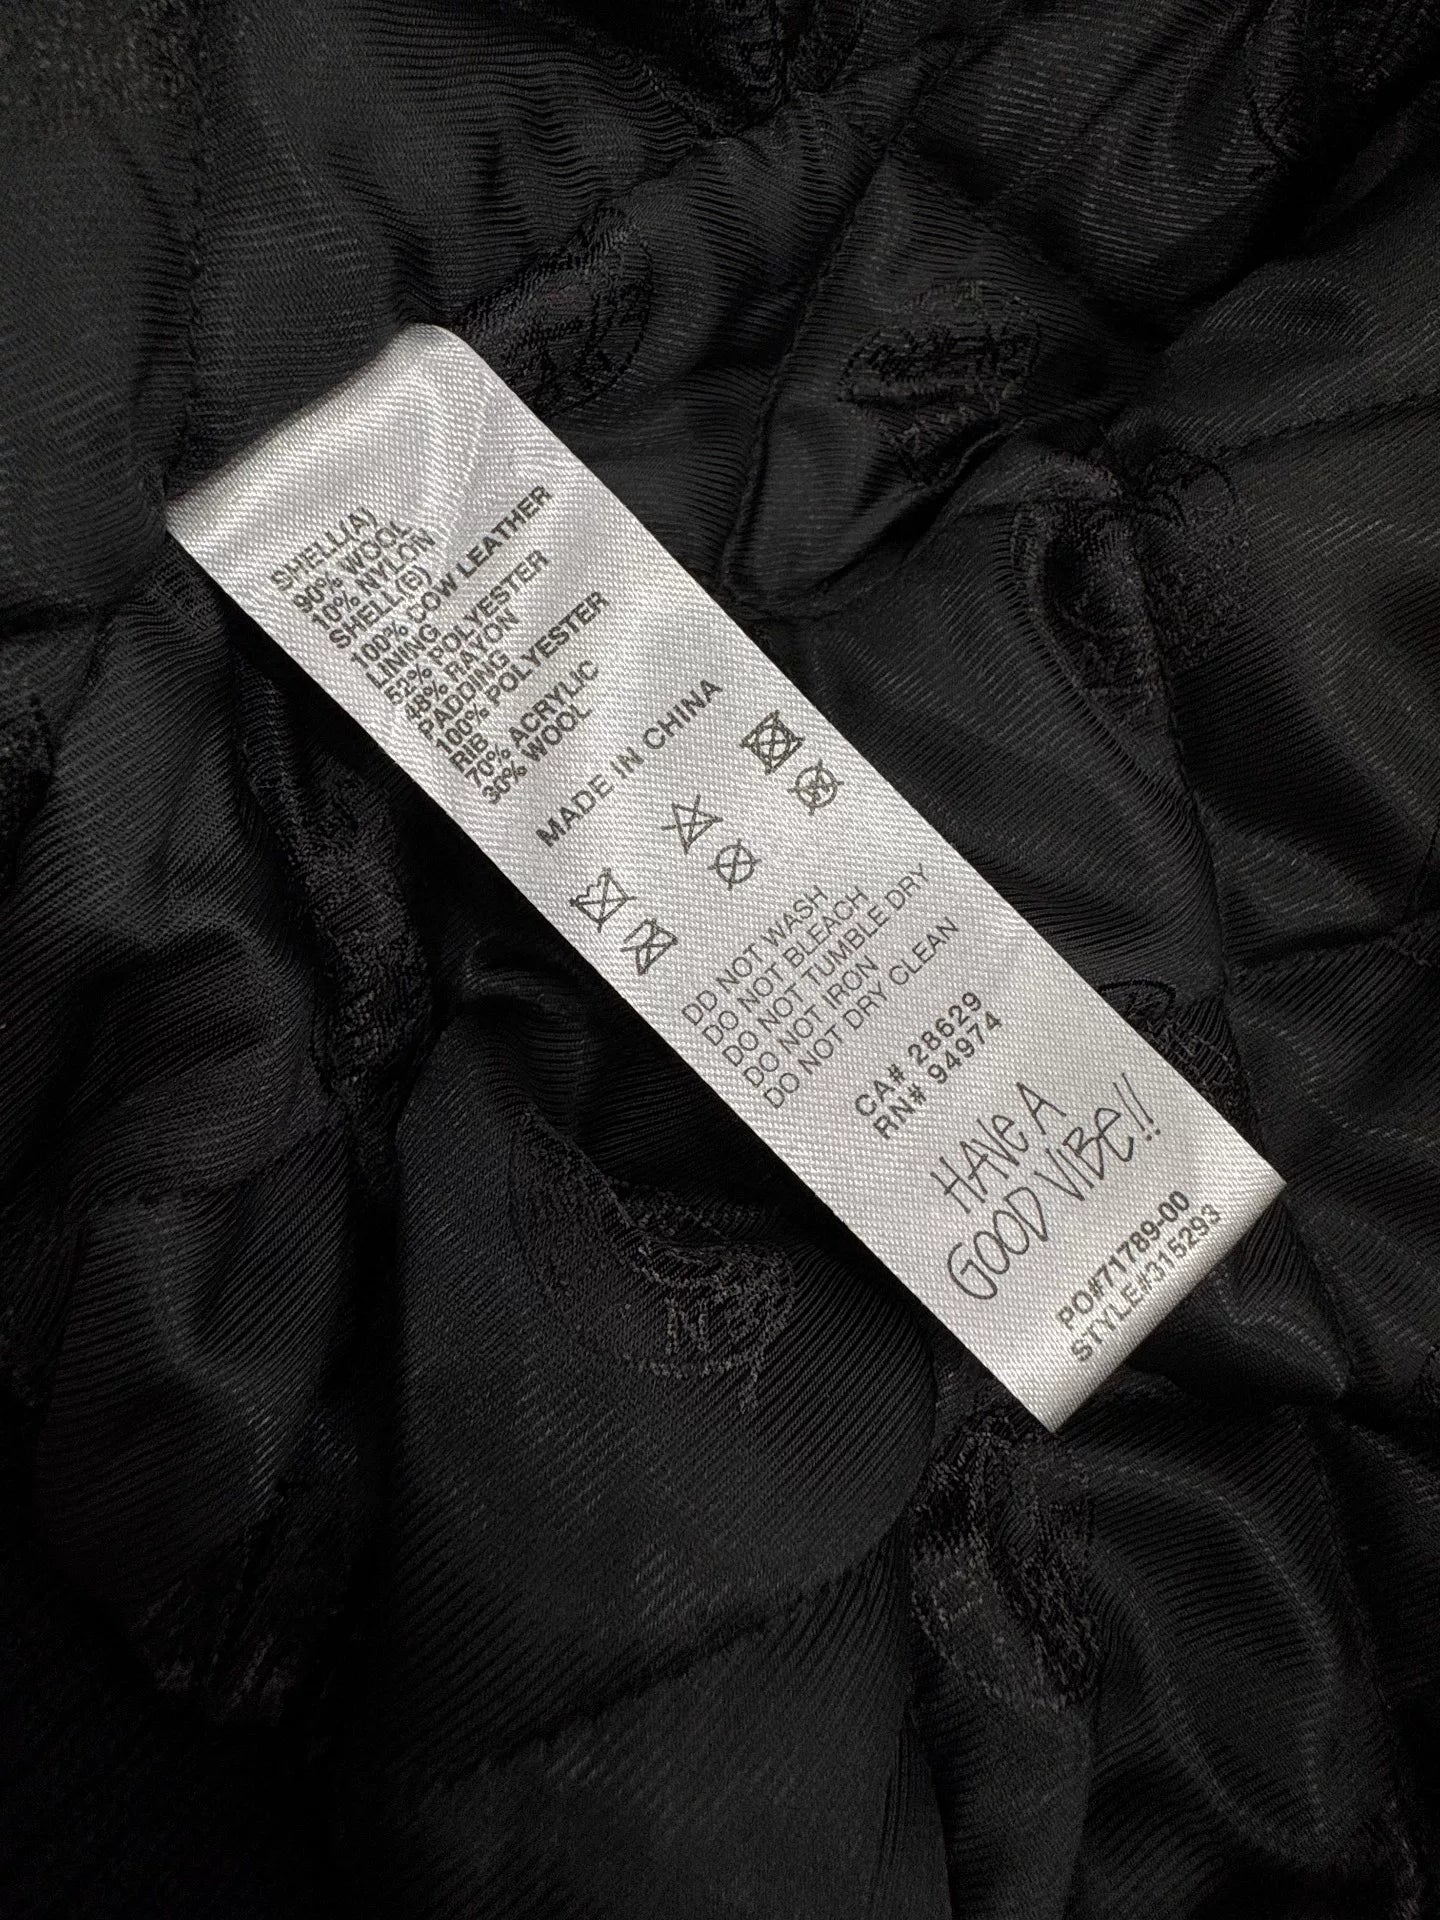 SHELL(A)
90% WOOL
10% NYLON
SHELL(B)
100% COW LEATHER
LINING
52% POLYESTER
48% RAYON
PADDING
100% POLYESTER
RIB
70% ACRYLIC
30% WOOL
MADE IN CHINA
DO NOT WASH
DO NOT BLEACH
DO NOT TUMBLE DRY
DO NOT IRON
DO NOT DRY CLEAN
CA# 28629
RN# 94974
HAVE A
GOOD VIBE!!
PO#71789-00
STYLE#315293